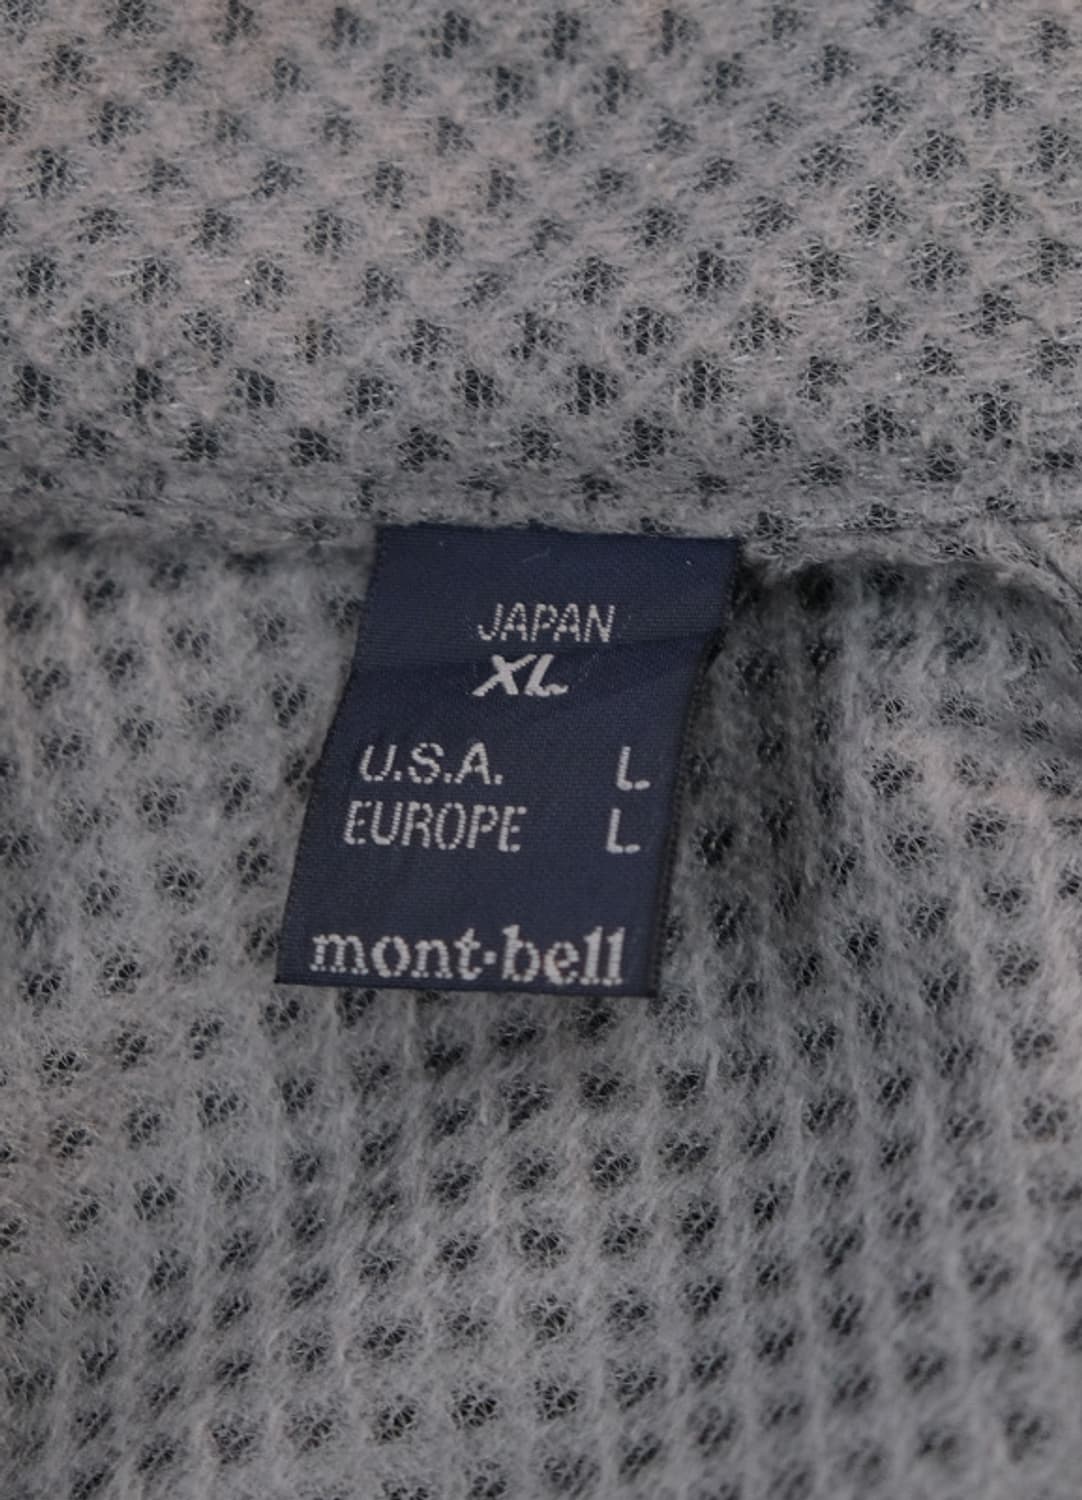 JAPAN
XL
U.S.A. L
EUROPE L
mont-bell